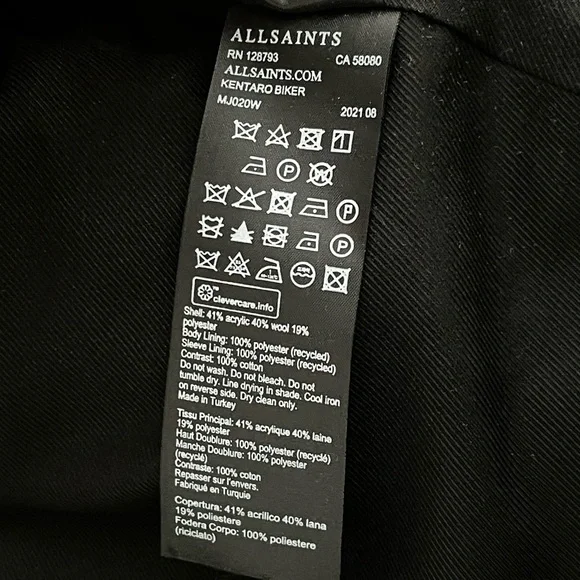 ALLSAINTS
RN 128793 CA 58080
ALLSAINTS.COM
KENTARO BIKER
MJ020W 2021 08
clevercare.info
Shell: 41% acrylic 40% wool 19%
polyester
Body Lining: 100% polyester (recycled)
Sleeve Lining: 100% polyester (recycled)
Contrast: 100% cotton
Do not wash. Do not bleach. Do not
tumble dry. Line drying in shade. Cool iron
on reverse side. Dry clean only.
Made in Turkey
Tissu Principal: 41% acrylique 40% laine
19% polyester
Haut Doublure: 100% polyester (recyclé)
Manche Doublure: 100% polyester
(recyclé)
Contraste: 100% coton
Repasser sur l'envers.
Fabriqué en Turquie
Copertura: 41% acrilico 40% lana
19% poliestere
Fodera Corpo: 100% poliestere
(riciclato)